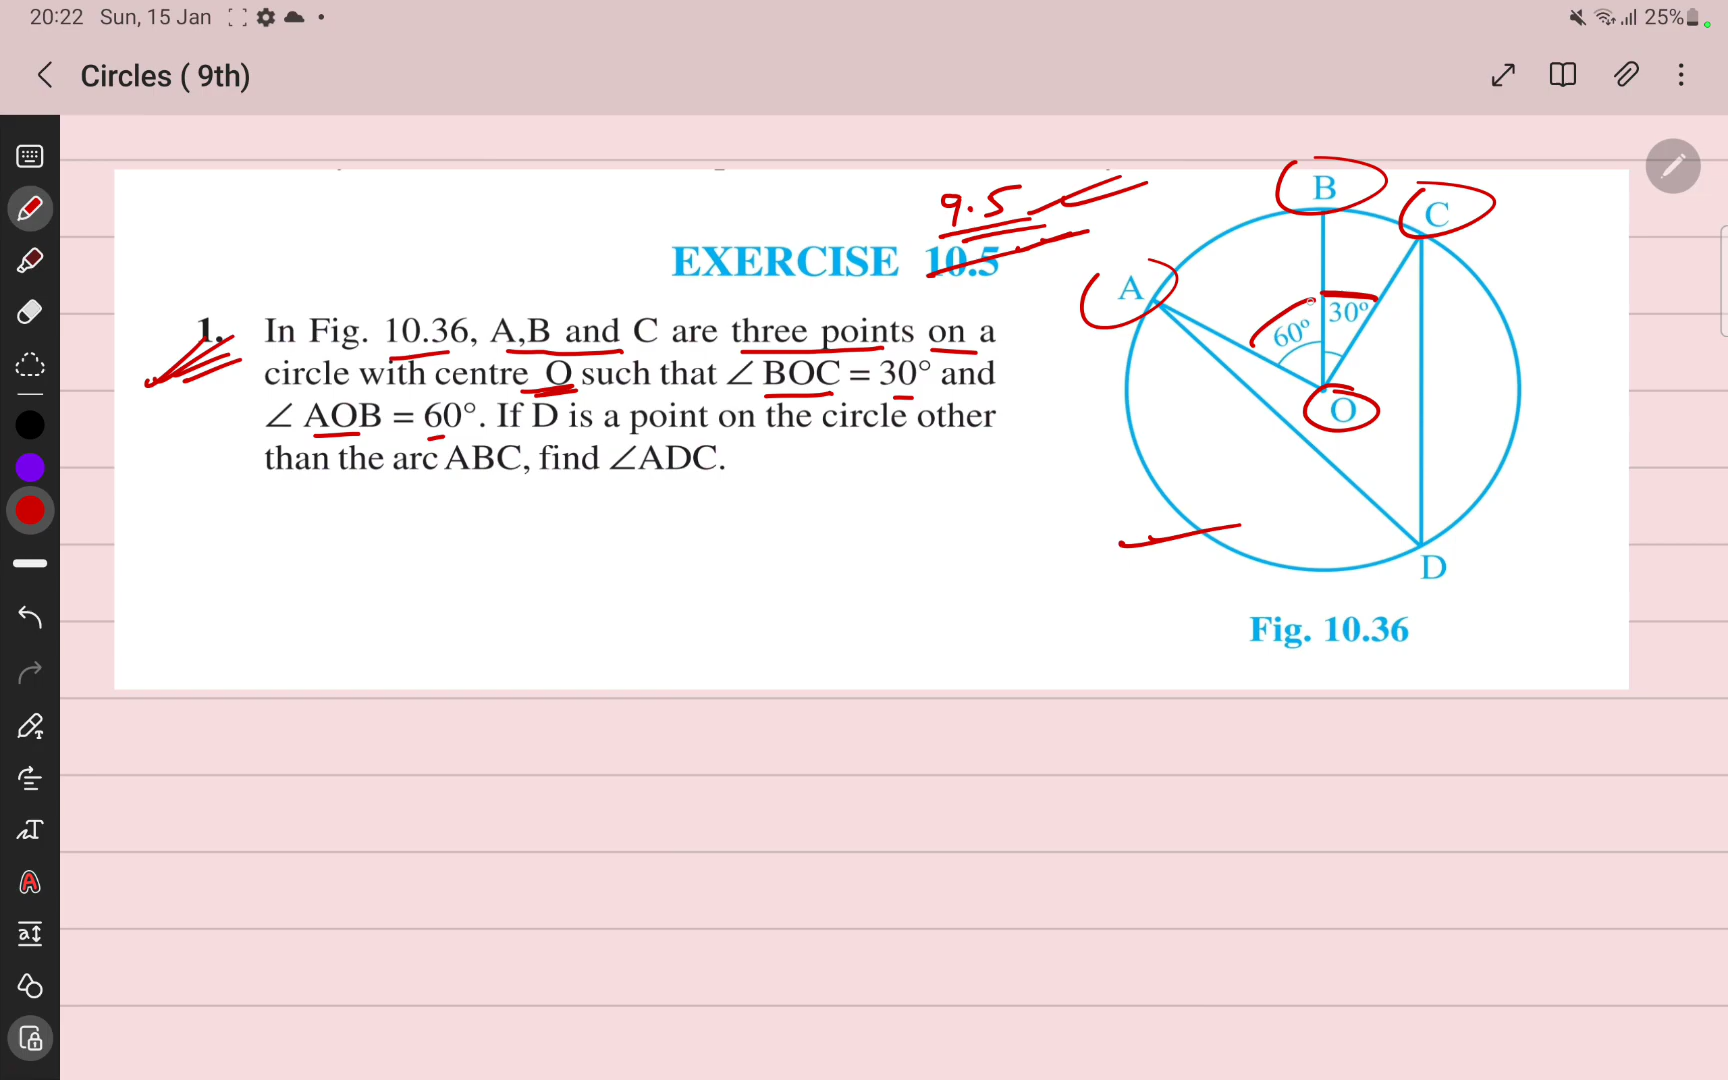 20:22 Sun, 15 Jan
25%
Circles ( 9th)
9.5
EXERCISE 10.5
1. In Fig. 10.36, A,B and C are three points on a
circle with centre O such that ∠ BOC = 30° and
∠ AOB = 60°. If D is a point on the circle other
than the arc ABC, find ∠ADC.
B
C
A
60°
30°
O
D
Fig. 10.36